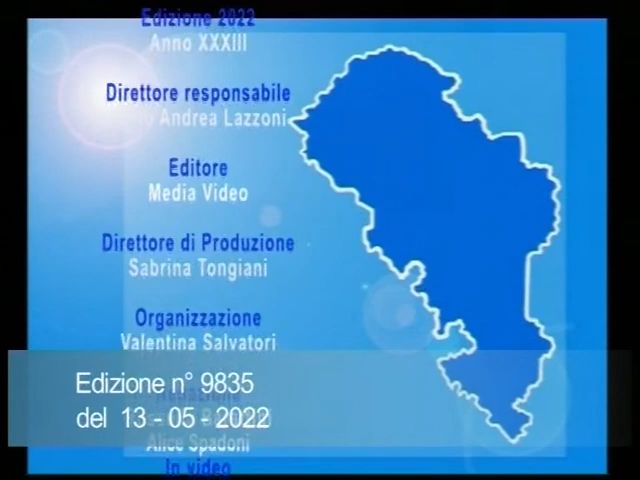 Edizione 2022
Anno XXXIII
Direttore responsabile
Andrea Lazzoni
Editore
Media Video
Direttore di Produzione
Sabrina Tongiani
Organizzazione
Valentina Salvatori
Edizione n° 9835
del 13 - 05 - 2022
Alice Spadoni
In video